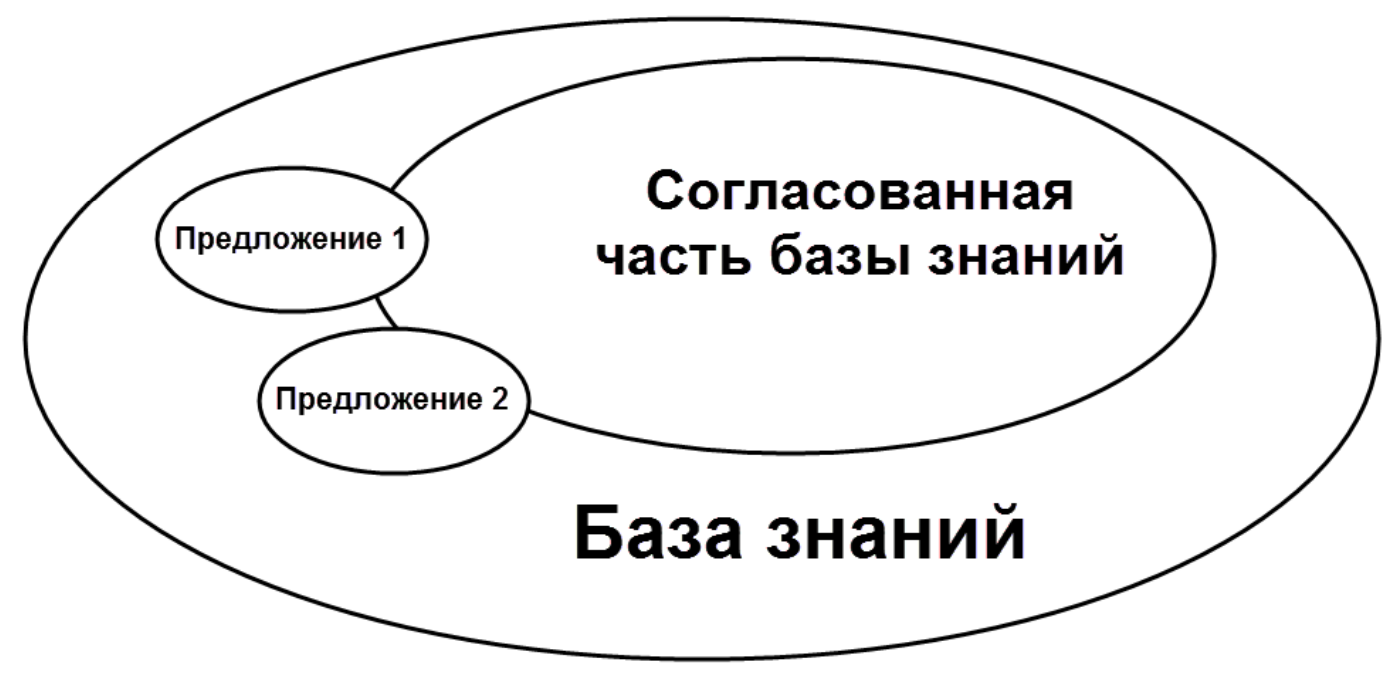 Согласованная
часть базы знаний
Предложение 1
Предложение 2
База знаний